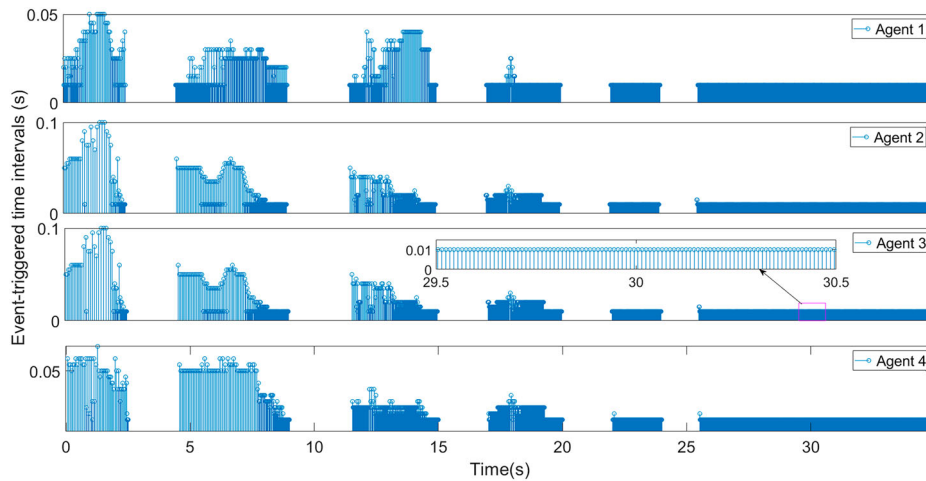 0.05
Agent 1
0
0.1
Agent 2
0
0.1
Agent 3
0.01
0
29.5 30 30.5
0
0.05
Agent 4
0 5 10 15 20 25 30
Time(s)
Event-triggered time intervals (s)